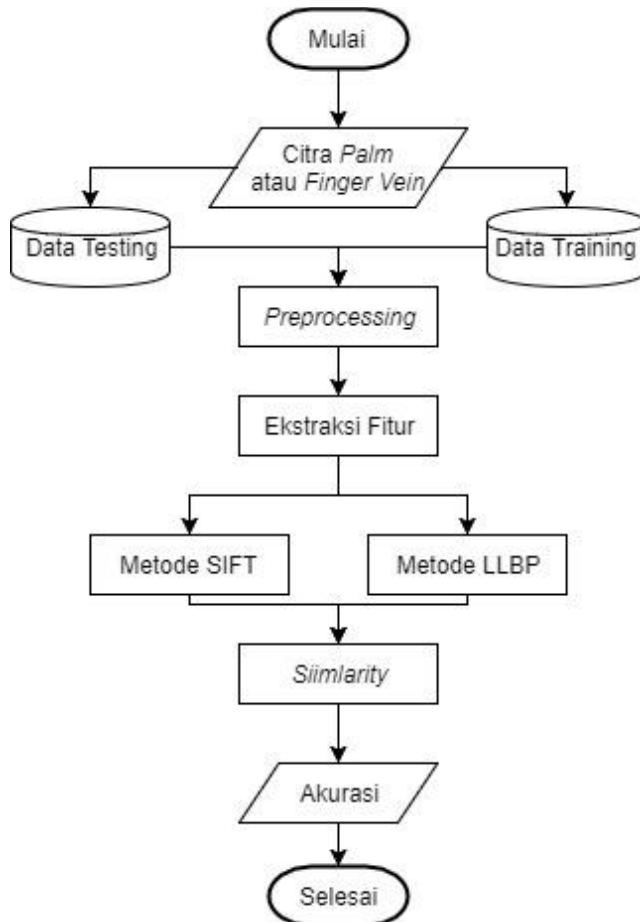 Mulai
Citra Palm
atau Finger Vein
Data Testing
Data Training
Preprocessing
Ekstraksi Fitur
Metode SIFT
Metode LLBP
Siimlarity
Akurasi
Selesai